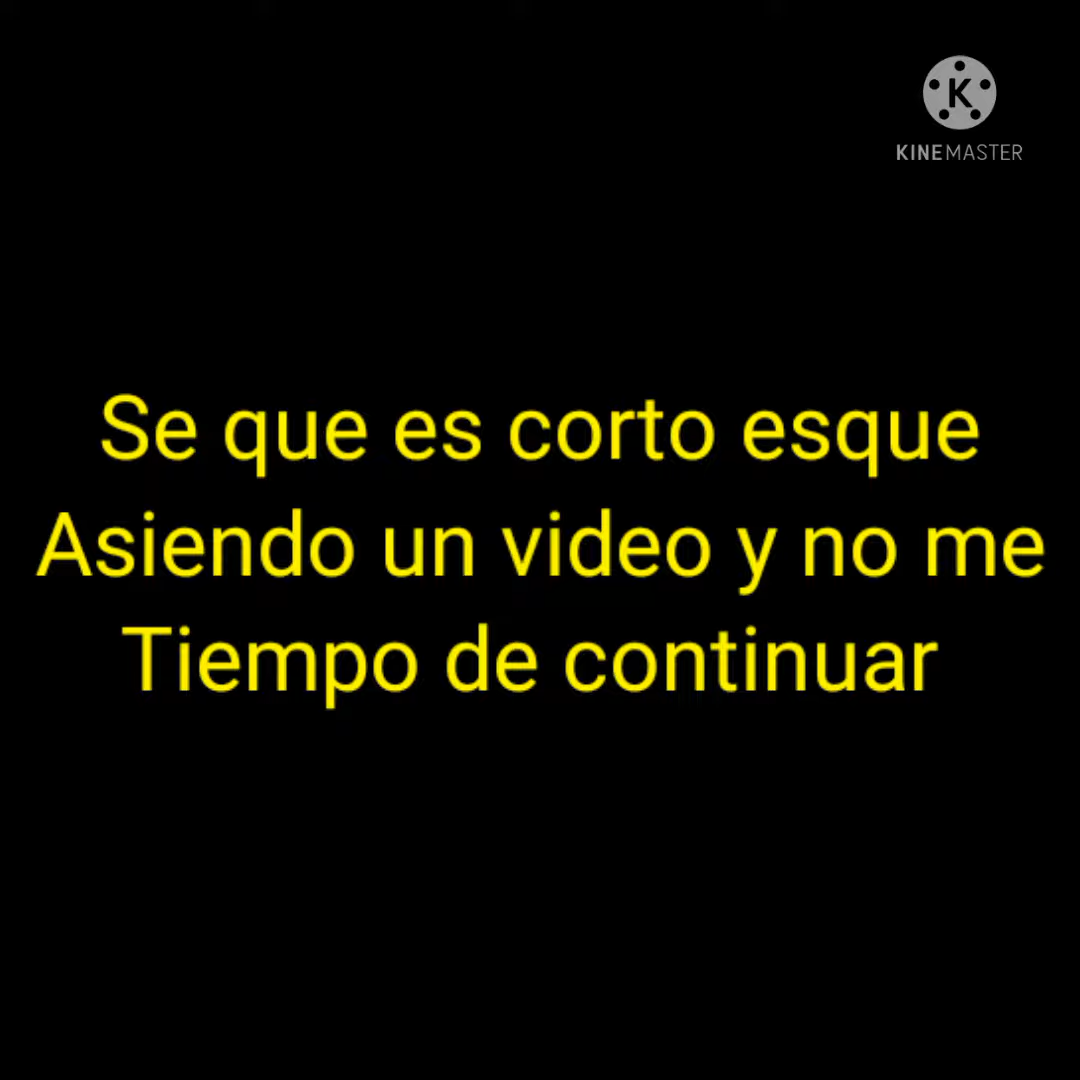 K
KINEMASTER
Se que es corto esque
Asiendo un video y no me
Tiempo de continuar